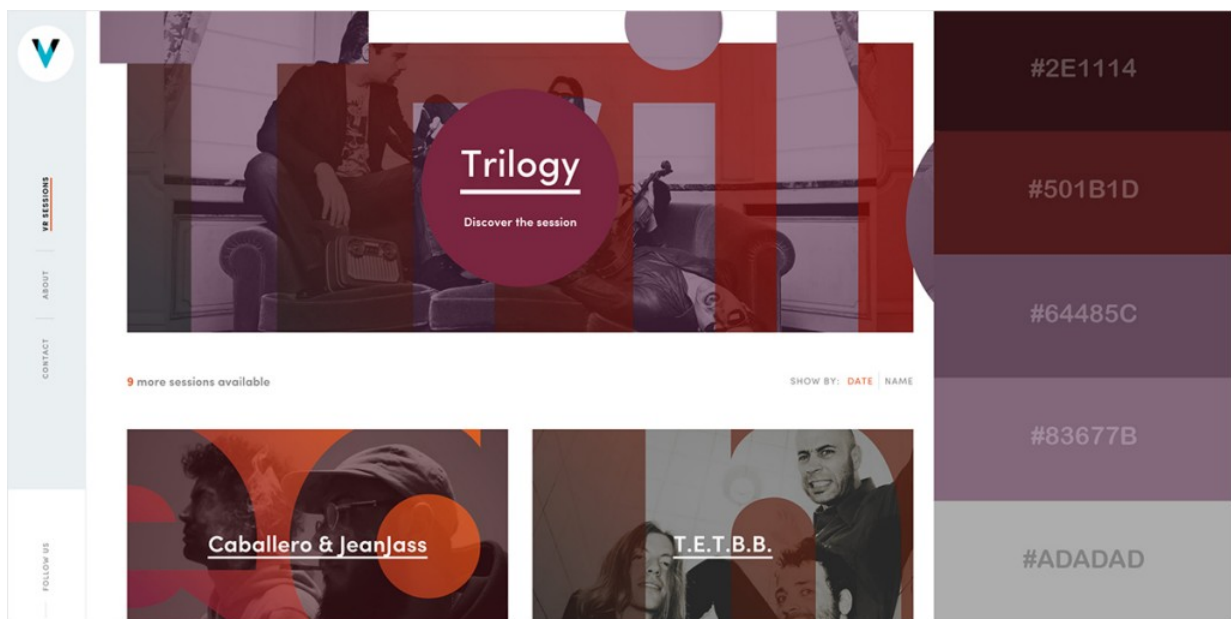 VR SESSIONS
ABOUT
CONTACT
FOLLOW US
Trilogy
Discover the session
9 more sessions available
SHOW BY: DATE NAME
Caballero & JeanJass
T.E.T.B.B.
#2E1114
#501B1D
#64485C
#83677B
#ADADAD